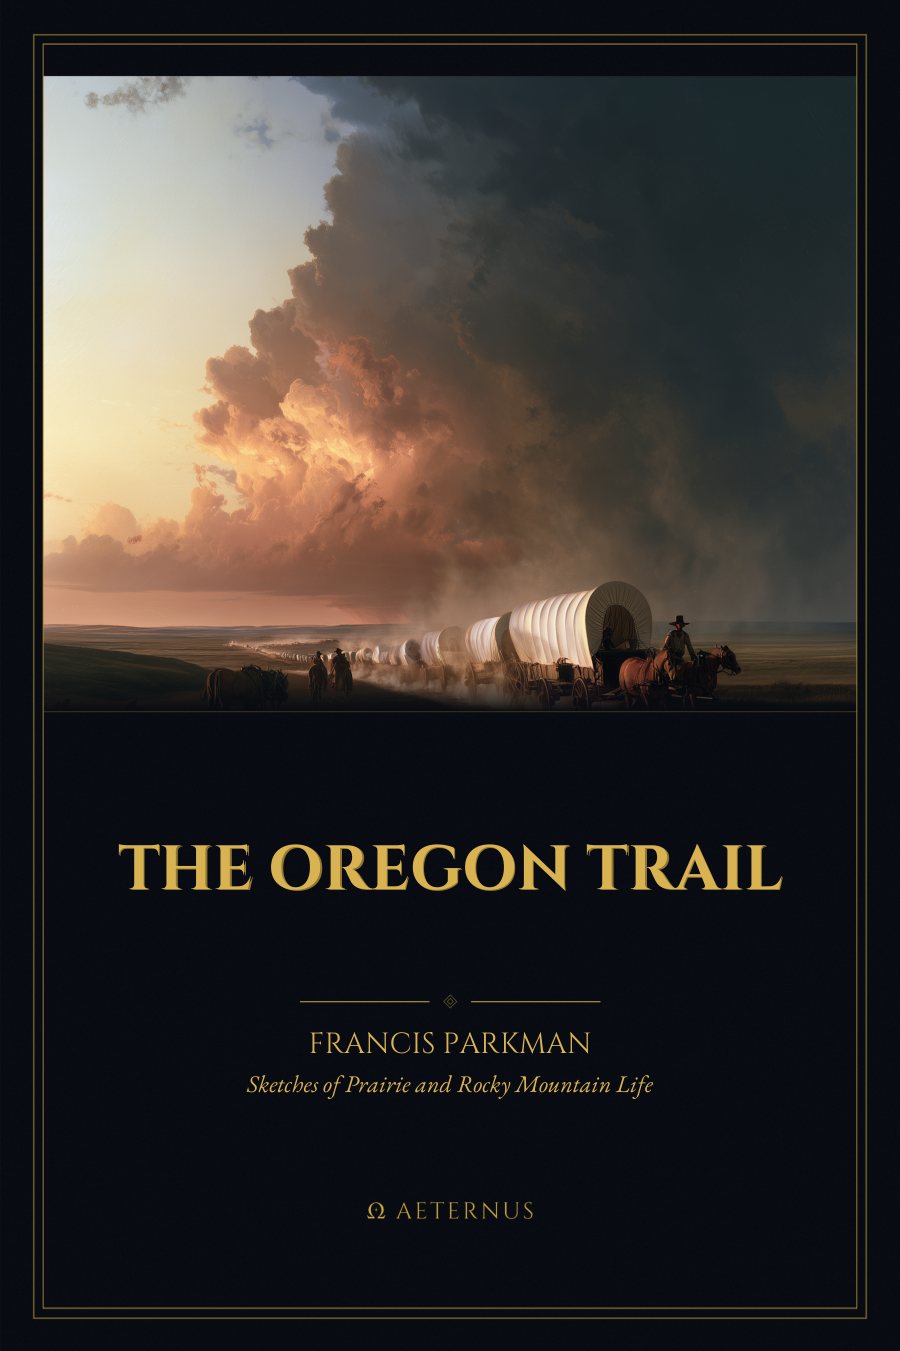 THE OREGON TRAIL
FRANCIS PARKMAN
Sketches of Prairie and Rocky Mountain Life
Ω AETERNUS